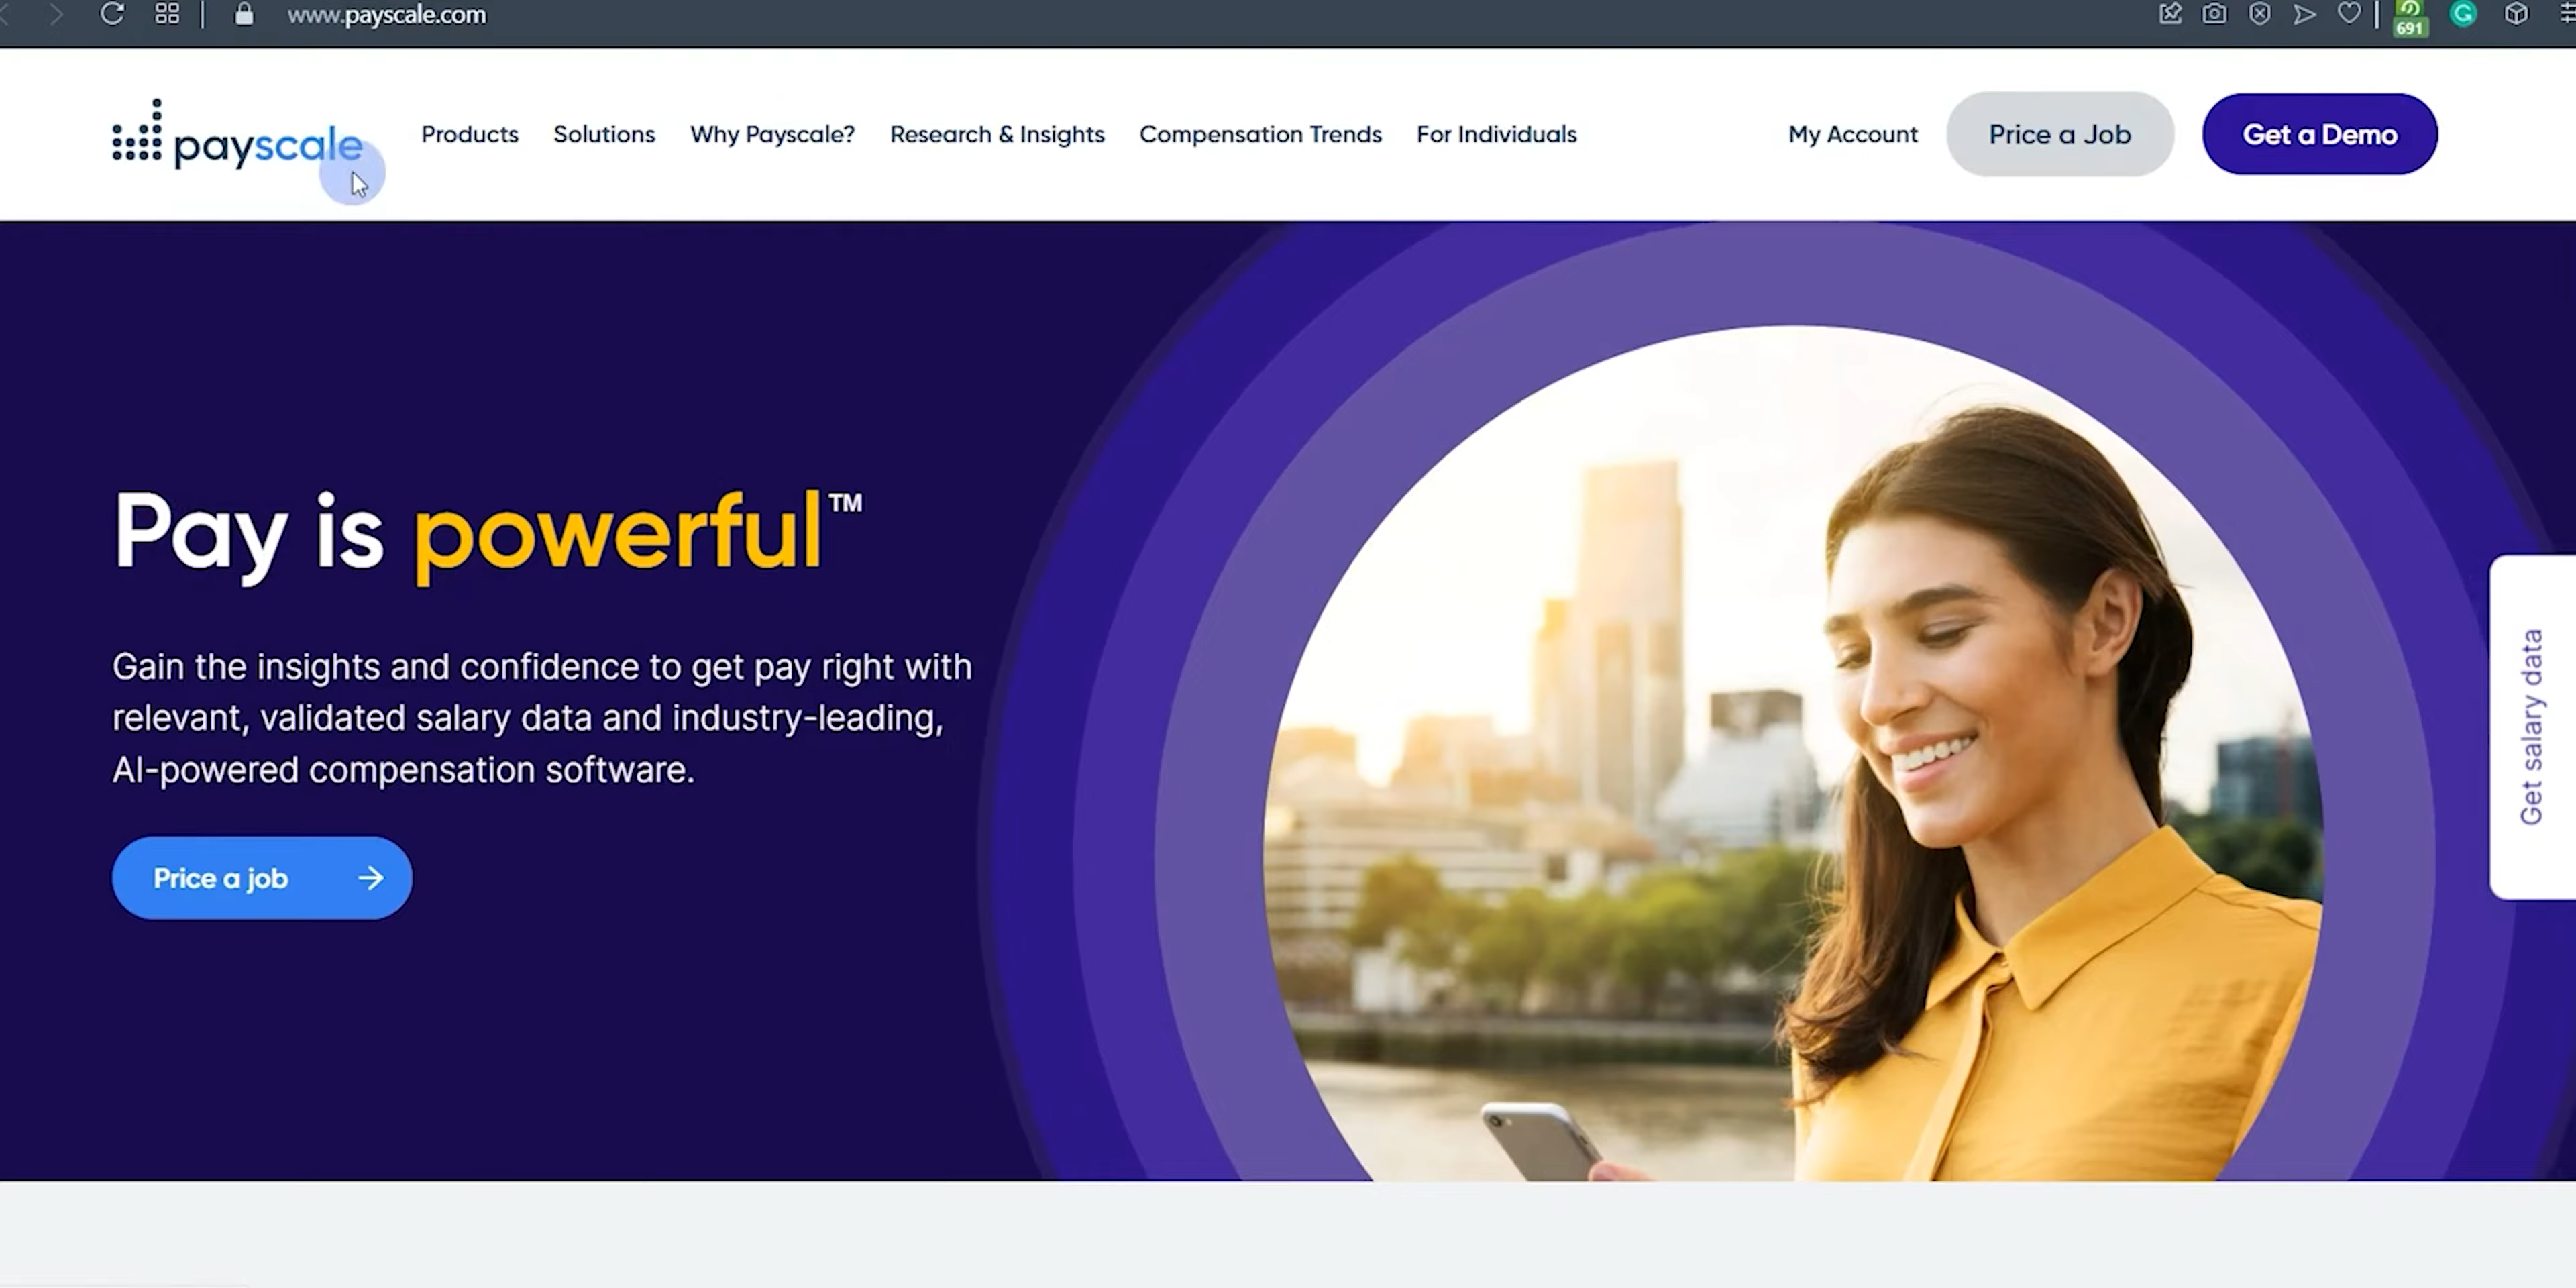 www.payscale.com
691
payscale
Products
Solutions
Why Payscale?
Research & Insights
Compensation Trends
For Individuals
My Account
Price a Job
Get a Demo
Pay is powerful™
Gain the insights and confidence to get pay right with
relevant, validated salary data and industry-leading,
AI-powered compensation software.
Price a job
Get salary data